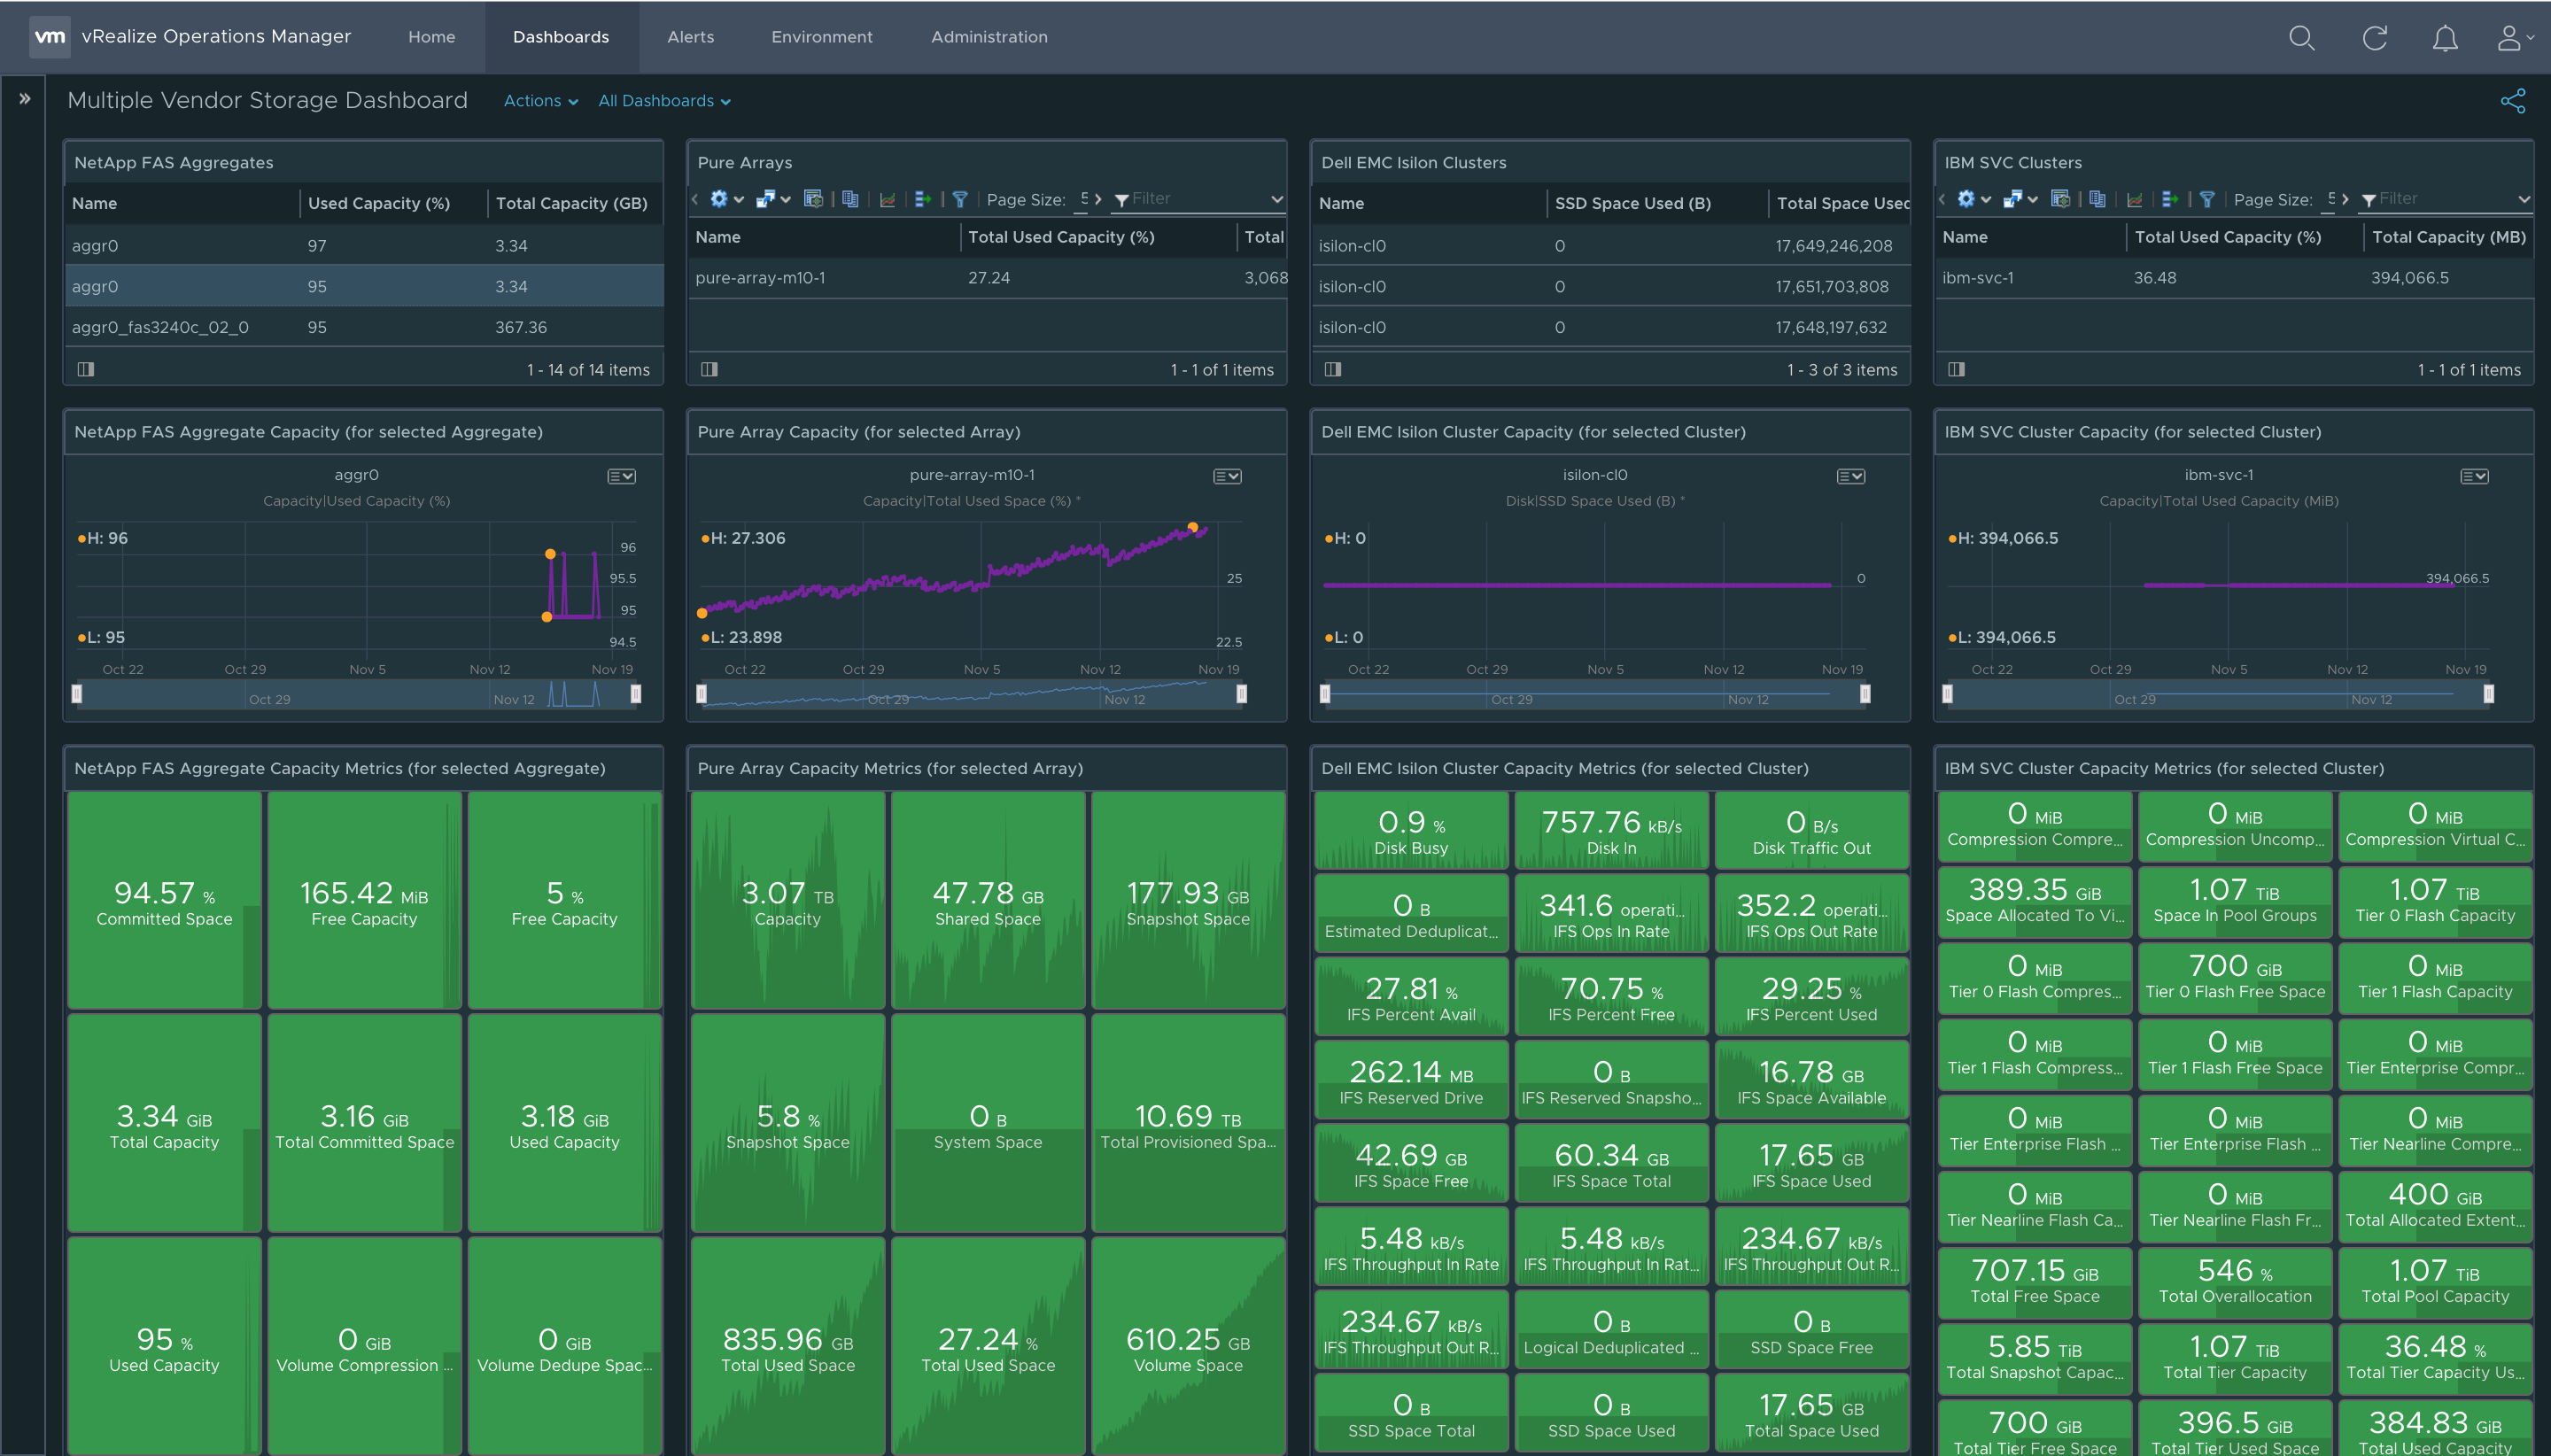 vm vRealize Operations Manager Home Dashboards Alerts Environment Administration
Multiple Vendor Storage Dashboard Actions All Dashboards
NetApp FAS Aggregates
Name Used Capacity (%) Total Capacity (GB)
aggr0 97 3.34
aggr0 95 3.34
aggr0_fas3240c_02_0 95 367.36
1 - 14 of 14 items
Pure Arrays
Page Size: 5 Filter
Name Total Used Capacity (%) Total
pure-array-m10-1 27.24 3,068
1 - 1 of 1 items
Dell EMC Isilon Clusters
Name SSD Space Used (B) Total Space Used
isilon-cl0 0 17,649,246,208
isilon-cl0 0 17,651,703,808
isilon-cl0 0 17,648,197,632
1 - 3 of 3 items
IBM SVC Clusters
Page Size: 5 Filter
Name Total Used Capacity (%) Total Capacity (MB)
ibm-svc-1 36.48 394,066.5
1 - 1 of 1 items
NetApp FAS Aggregate Capacity (for selected Aggregate)
aggr0
Capacity|Used Capacity (%)
H: 96
96
95.5
95
L: 95
94.5
Oct 22 Oct 29 Nov 5 Nov 12 Nov 19
Oct 29 Nov 12
Pure Array Capacity (for selected Array)
pure-array-m10-1
Capacity|Total Used Space (%) *
H: 27.306
25
L: 23.898
22.5
Oct 22 Oct 29 Nov 5 Nov 12 Nov 19
Oct 29 Nov 12
Dell EMC Isilon Cluster Capacity (for selected Cluster)
isilon-cl0
Disk|SSD Space Used (B) *
H: 0
0
L: 0
Oct 22 Oct 29 Nov 5 Nov 12 Nov 19
Oct 29 Nov 12
IBM SVC Cluster Capacity (for selected Cluster)
ibm-svc-1
Capacity|Total Used Capacity (MiB)
H: 394,066.5
394,066.5
L: 394,066.5
Oct 22 Oct 29 Nov 5 Nov 12 Nov 19
Oct 29 Nov 12
NetApp FAS Aggregate Capacity Metrics (for selected Aggregate)
94.57 % 165.42 MiB 5 %
Committed Space Free Capacity Free Capacity
3.34 GiB 3.16 GiB 3.18 GiB
Total Capacity Total Committed Space Used Capacity
95 % 0 GiB 0 GiB
Used Capacity Volume Compression ... Volume Dedupe Spac...
Pure Array Capacity Metrics (for selected Array)
3.07 TB 47.78 GB 177.93 GB
Capacity Shared Space Snapshot Space
5.8 % 0 B 10.69 TB
Snapshot Space System Space Total Provisioned Spa...
835.96 GB 27.24 % 610.25 GB
Total Used Space Total Used Space Volume Space
Dell EMC Isilon Cluster Capacity Metrics (for selected Cluster)
0.9 % 757.76 kB/s 0 B/s
Disk Busy Disk In Disk Traffic Out
0 B 341.6 operati... 352.2 operati...
Estimated Deduplicat... IFS Ops In Rate IFS Ops Out Rate
27.81 % 70.75 % 29.25 %
IFS Percent Avail IFS Percent Free IFS Percent Used
262.14 MB 0 B 16.78 GB
IFS Reserved Drive IFS Reserved Snapsho... IFS Space Available
42.69 GB 60.34 GB 17.65 GB
IFS Space Free IFS Space Total IFS Space Used
5.48 kB/s 5.48 kB/s 234.67 kB/s
IFS Throughput In Rate IFS Throughput In Rat... IFS Throughput Out R...
234.67 kB/s 0 B 0 B
IFS Throughput Out R... Logical Deduplicated ... SSD Space Free
0 B 0 B 17.65 GB
SSD Space Total SSD Space Used Total Space Used
IBM SVC Cluster Capacity Metrics (for selected Cluster)
0 MiB 0 MiB 0 MiB
Compression Compre... Compression Uncomp... Compression Virtual C...
389.35 GiB 1.07 TiB 1.07 TiB
Space Allocated To Vi... Space In Pool Groups Tier 0 Flash Capacity
0 MiB 700 GiB 0 MiB
Tier 0 Flash Compres... Tier 0 Flash Free Space Tier 1 Flash Capacity
0 MiB 0 MiB 0 MiB
Tier 1 Flash Compress... Tier 1 Flash Free Space Tier Enterprise Compr...
0 MiB 0 MiB 0 MiB
Tier Enterprise Flash ... Tier Enterprise Flash ... Tier Nearline Compre...
0 MiB 0 MiB 400 GiB
Tier Nearline Flash Ca... Tier Nearline Flash Fr... Total Allocated Extent...
707.15 GiB 546 % 1.07 TiB
Total Free Space Total Overallocation Total Pool Capacity
5.85 TiB 1.07 TiB 36.48 %
Total Snapshot Capac... Total Tier Capacity Total Tier Capacity Us...
700 GiB 396.5 GiB 384.83 GiB
Total Tier Free Space Total Tier Used Space Total Used Capacity